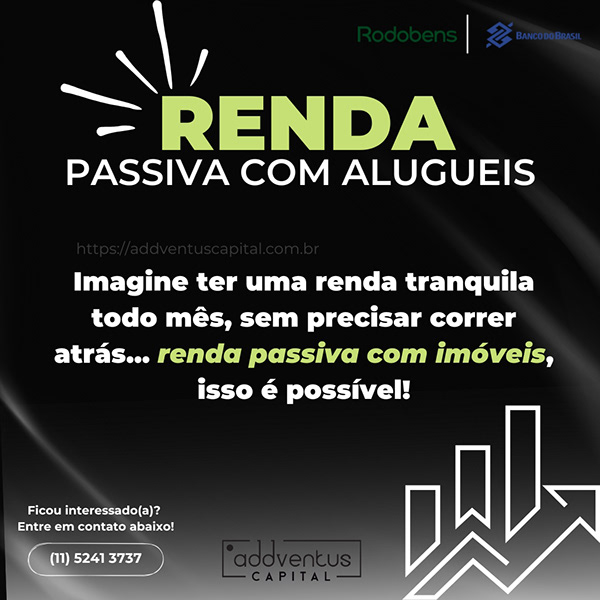 Rodobens
BANCO DO BRASIL
RENDA
PASSIVA COM ALUGUEIS
https://addventuscapital.com.br
Imagine ter uma renda tranquila
todo mês, sem precisar correr
atrás... renda passiva com imóveis,
isso é possível!
Ficou interessado(a)?
Entre em contato abaixo!
(11) 5241 3737
addventus
CAPITAL